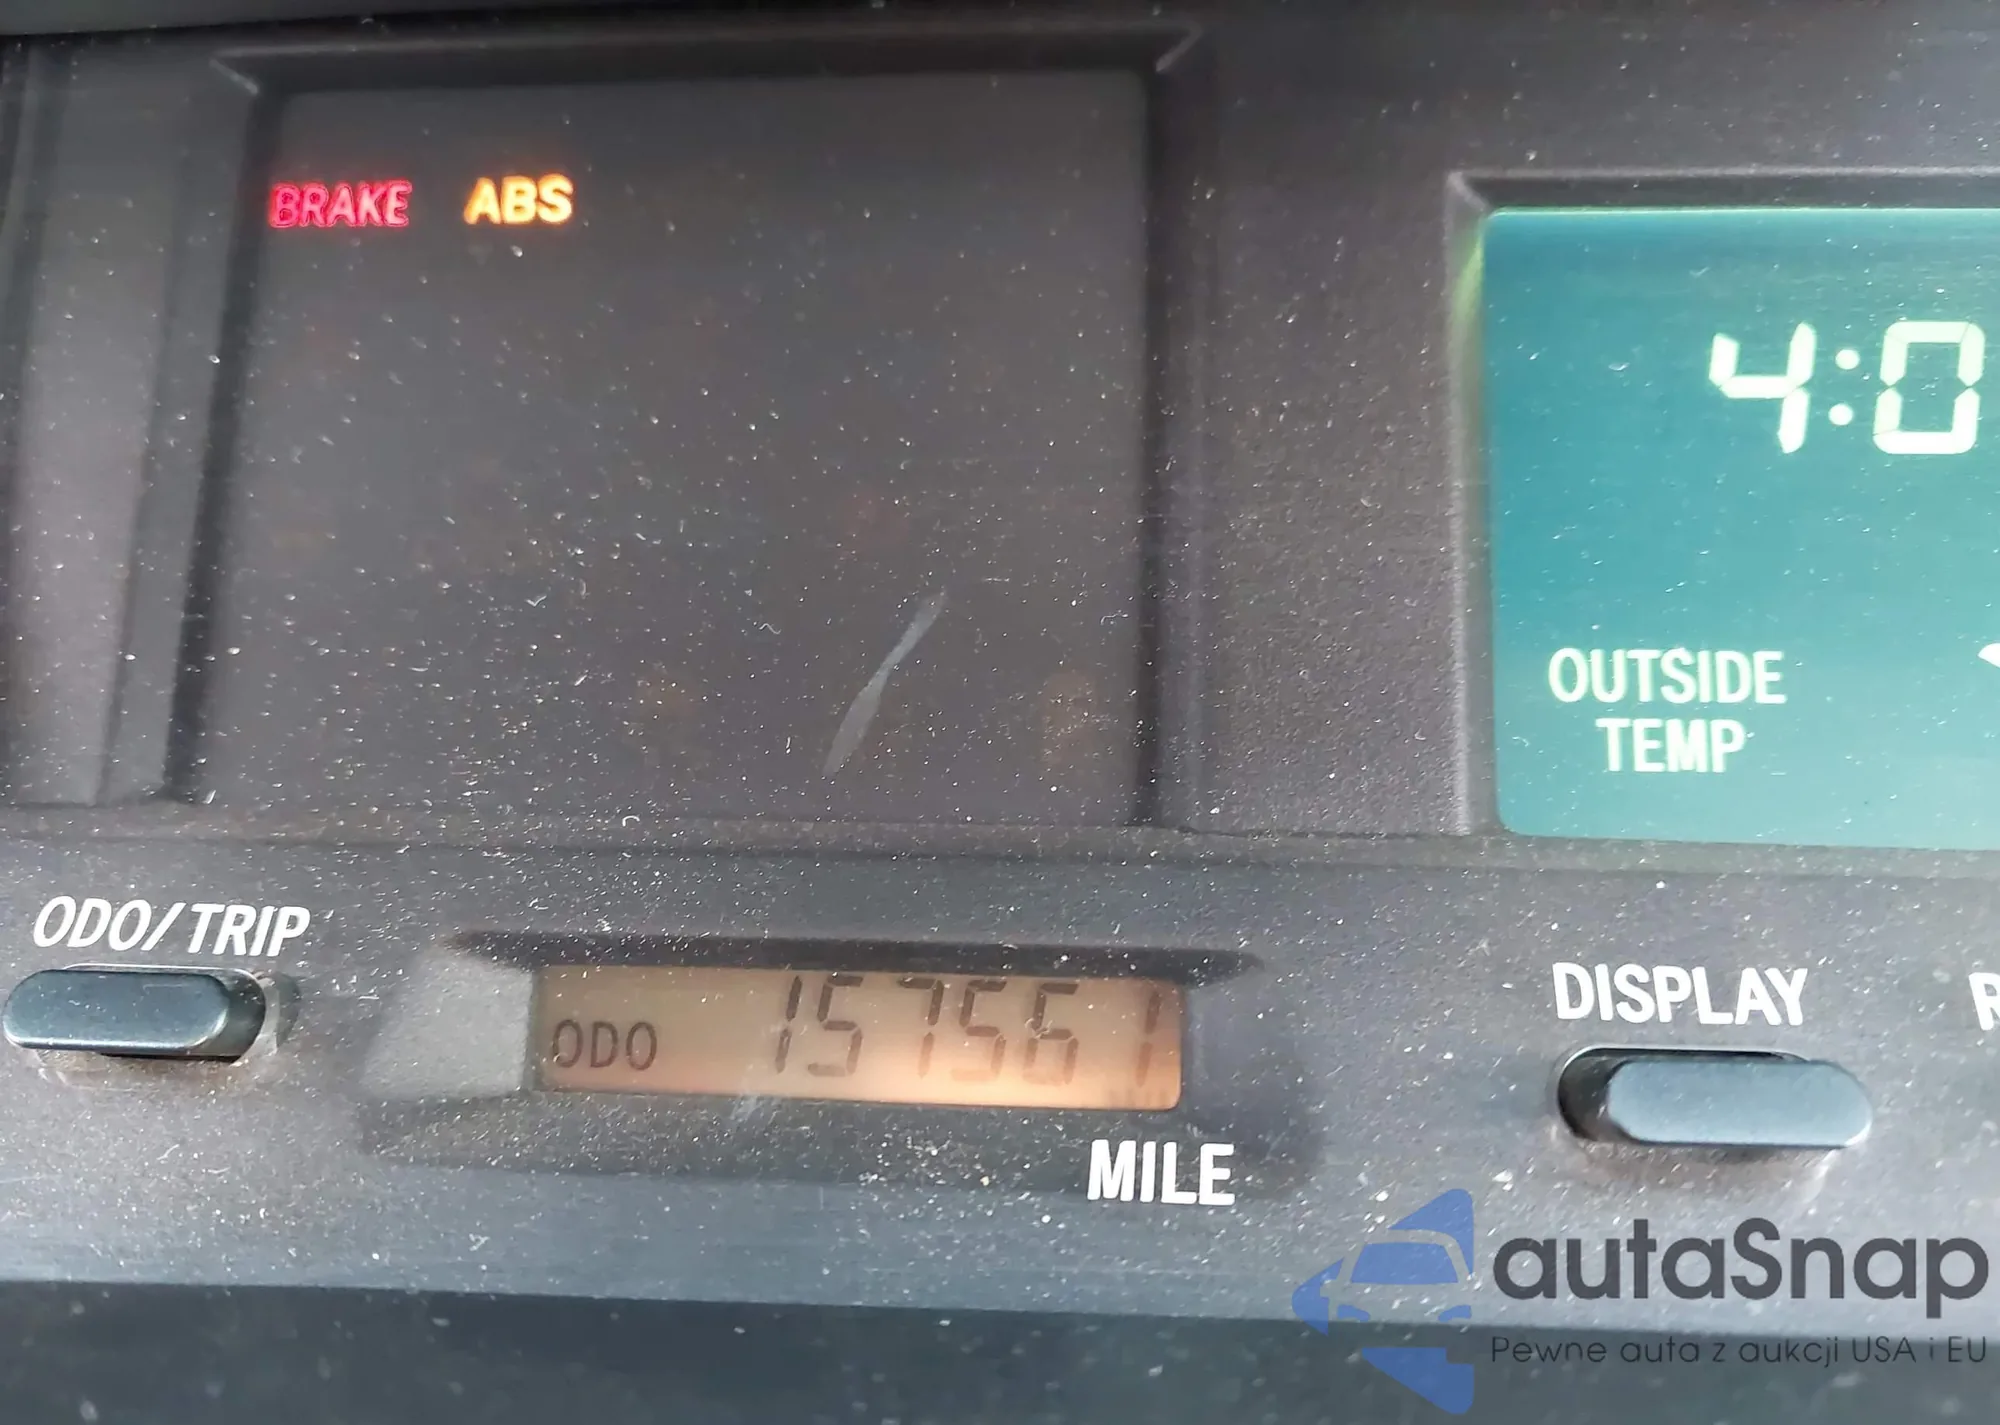 BRAKE ABS
4:0
OUTSIDE
TEMP
ODO/TRIP
ODO 157561
MILE
DISPLAY
R
autaSnap
Pewne auta z aukcji USA i EU